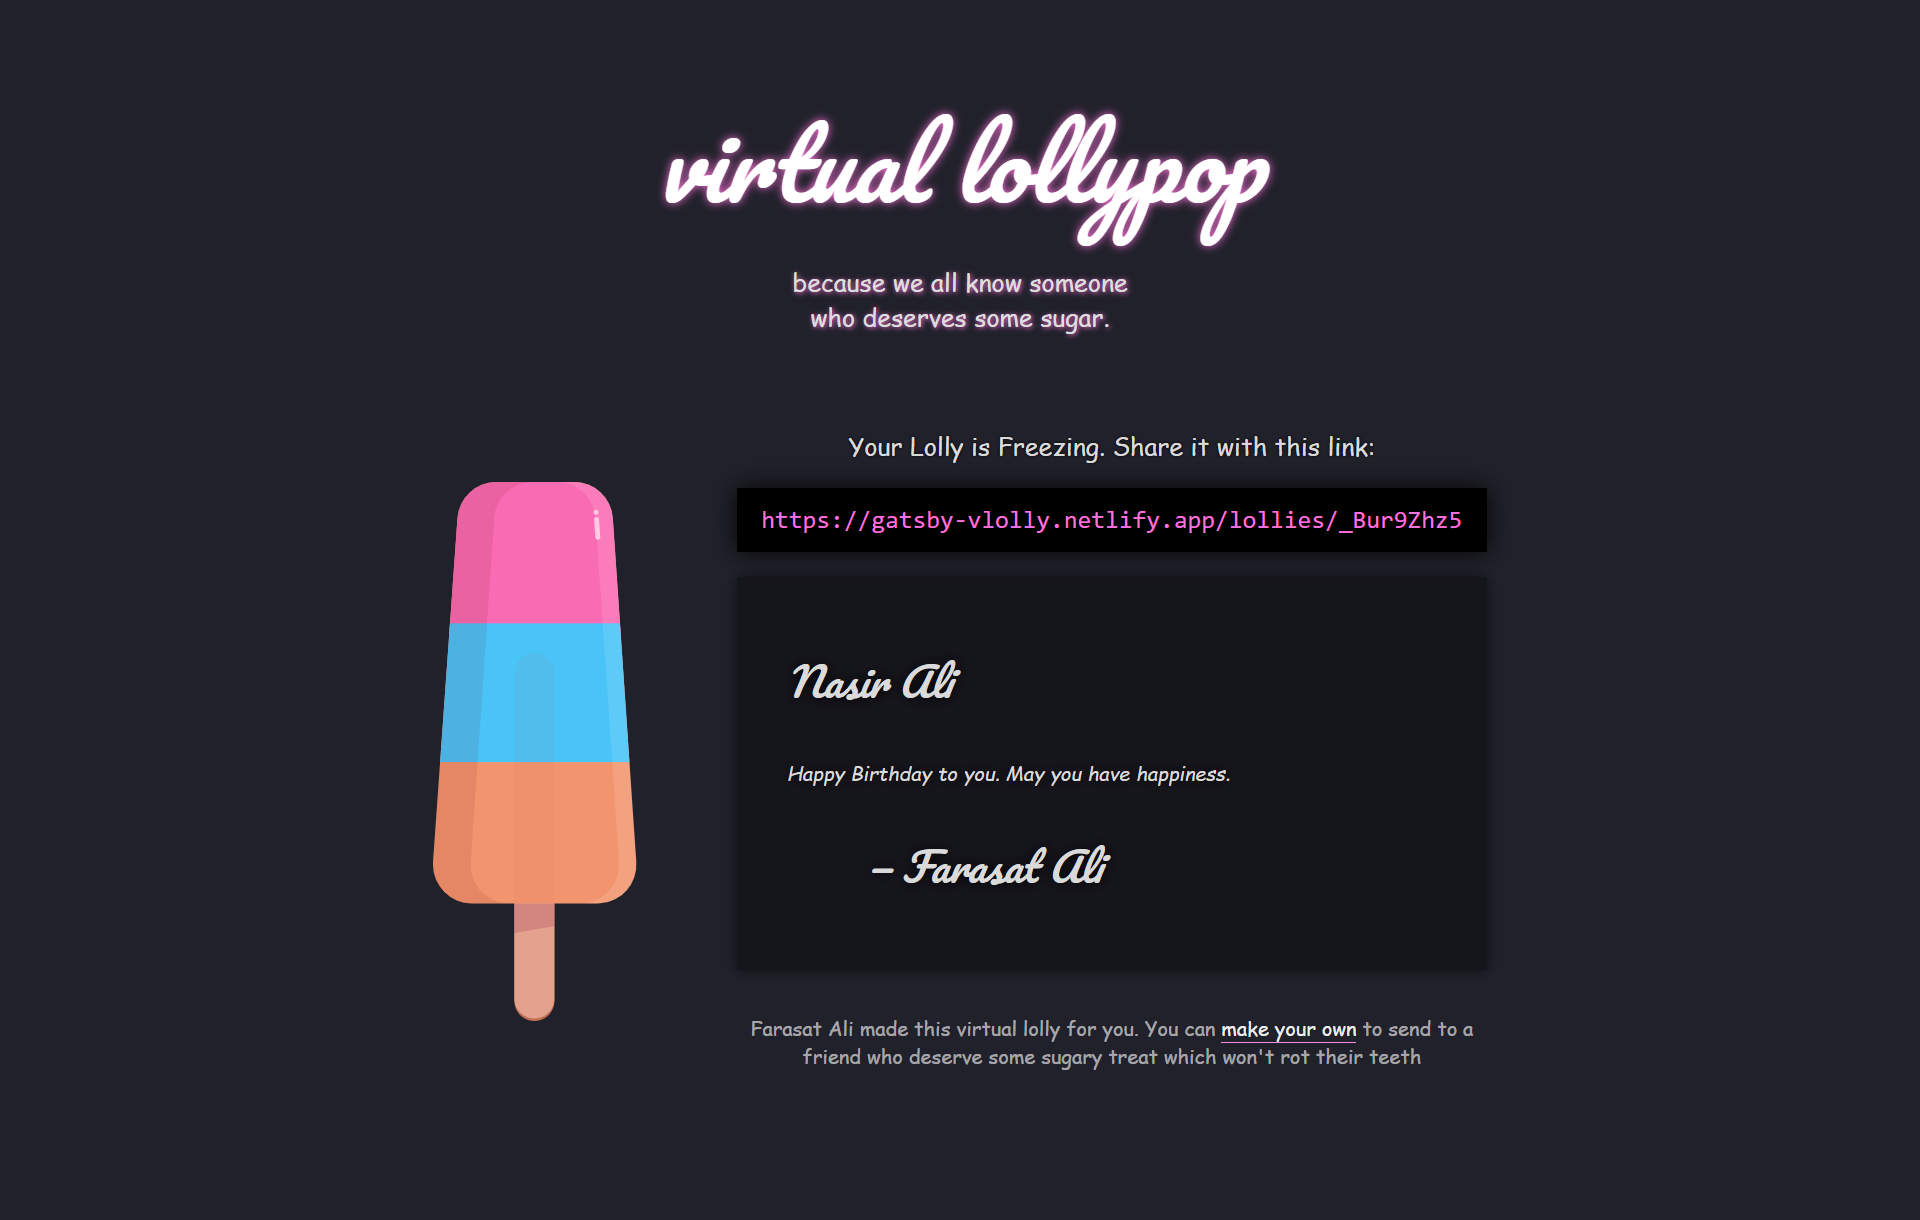 virtual lollypop
because we all know someone
who deserves some sugar.
Your Lolly is Freezing. Share it with this link:
https://gatsby-vlolly.netlify.app/lollies/_Bur9Zhz5
Nasir Ali
Happy Birthday to you. May you have happiness.
— Farasat Ali
Farasat Ali made this virtual lolly for you. You can make your own to send to a
friend who deserve some sugary treat which won't rot their teeth